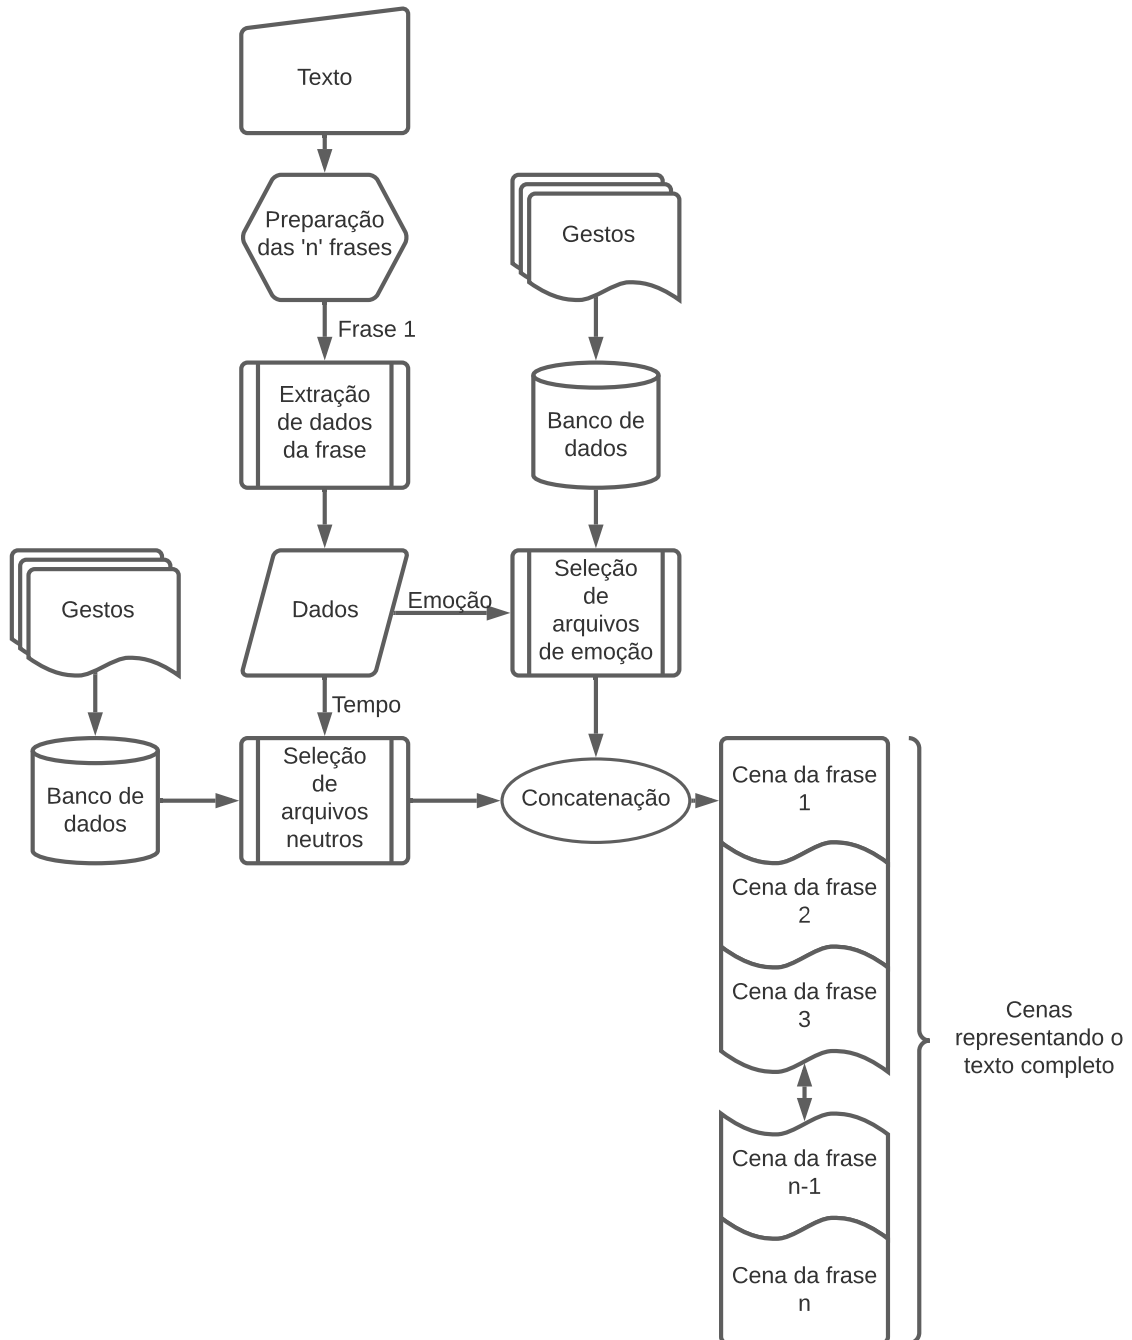 Texto
Preparação
das 'n' frases
Gestos
Frase 1
Extração
de dados
da frase
Banco de
dados
Gestos
Dados
Emoção
Seleção
de
arquivos
de emoção
Tempo
Banco de
dados
Seleção
de
arquivos
neutros
Concatenação
Cena da frase
1
Cena da frase
2
Cena da frase
3
Cenas
representando o
texto completo
Cena da frase
n-1
Cena da frase
n